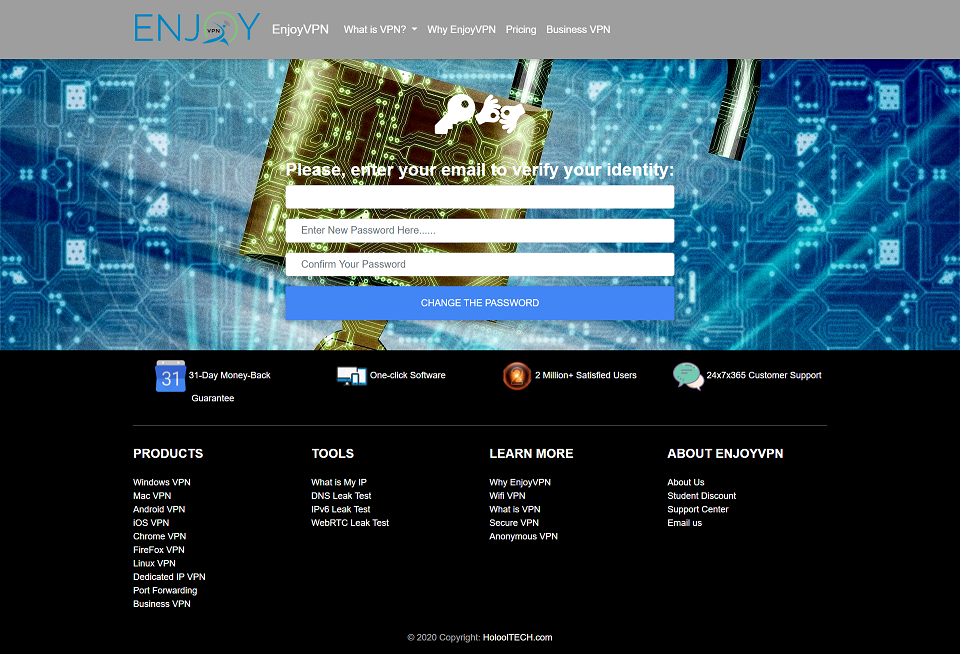 ENJOY
VPN
EnjoyVPN What is VPN? Why EnjoyVPN Pricing Business VPN
Please, enter your email to verify your identity:
Enter New Password Here......
Confirm Your Password
CHANGE THE PASSWORD
31
31-Day Money-Back
Guarantee
One-click Software
2 Million+ Satisfied Users
24x7x365 Customer Support
PRODUCTS
Windows VPN
Mac VPN
Android VPN
iOS VPN
Chrome VPN
FireFox VPN
Linux VPN
Dedicated IP VPN
Port Forwarding
Business VPN
TOOLS
What is My IP
DNS Leak Test
IPv6 Leak Test
WebRTC Leak Test
LEARN MORE
Why EnjoyVPN
Wifi VPN
What is VPN
Secure VPN
Anonymous VPN
ABOUT ENJOYVPN
About Us
Student Discount
Support Center
Email us
© 2020 Copyright: HoloolTECH.com